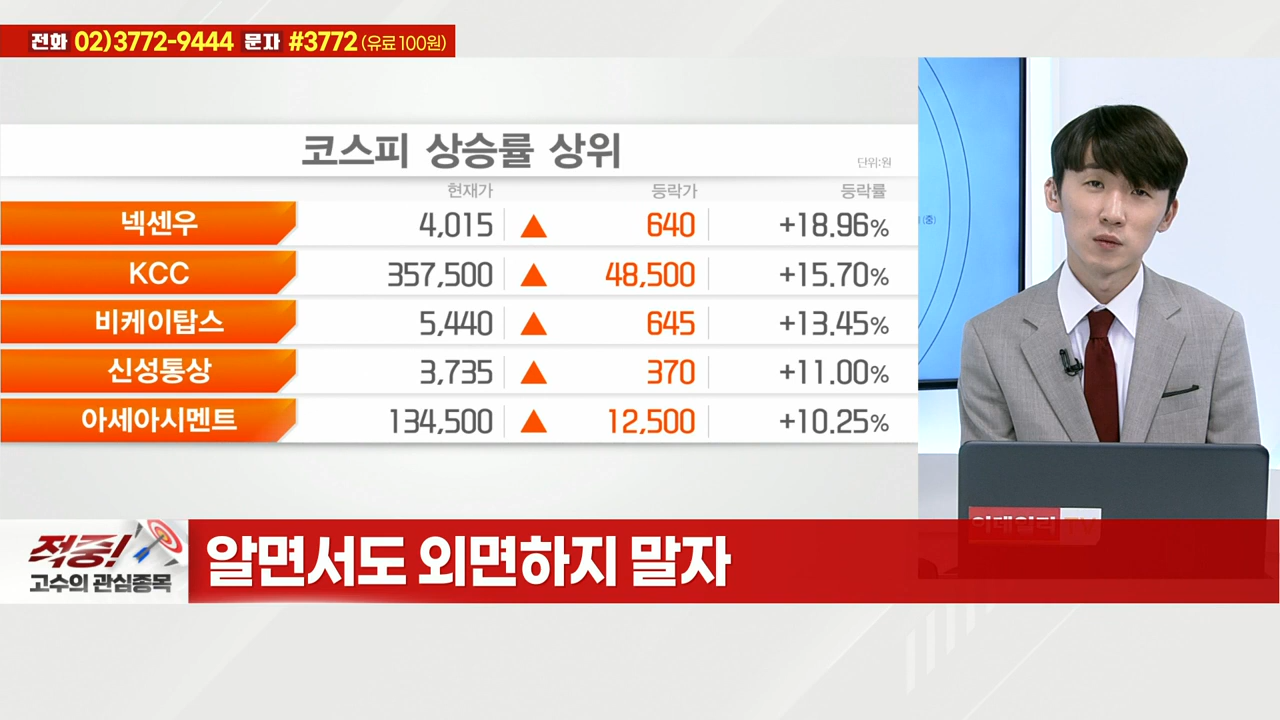 전화 02)3772-9444 문자 #3772 (유료 100원)
코스피 상승률 상위
단위:원
현재가 등락가 등락률
넥센우 4,015 ▲ 640 +18.96%
KCC 357,500 ▲ 48,500 +15.70%
비케이탑스 5,440 ▲ 645 +13.45%
신성통상 3,735 ▲ 370 +11.00%
아세아시멘트 134,500 ▲ 12,500 +10.25%
적중!
고수의 관심종목
알면서도 외면하지 말자